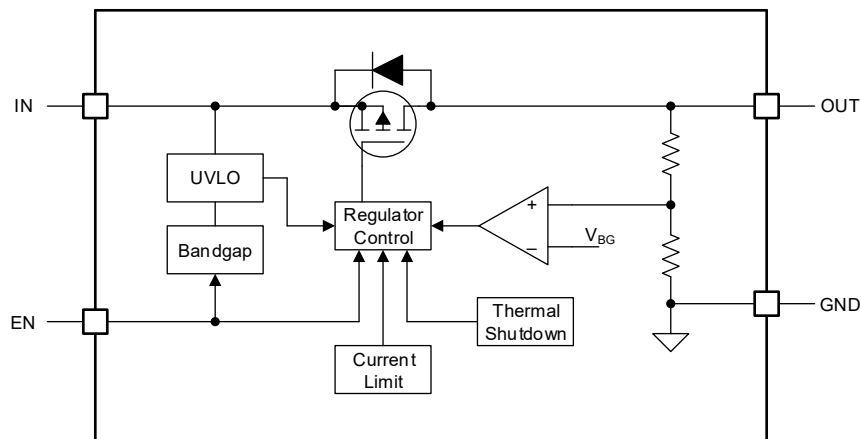 IN
OUT
UVLO
Regulator
Control
+
−
V_BG
Bandgap
EN
GND
Thermal
Shutdown
Current
Limit